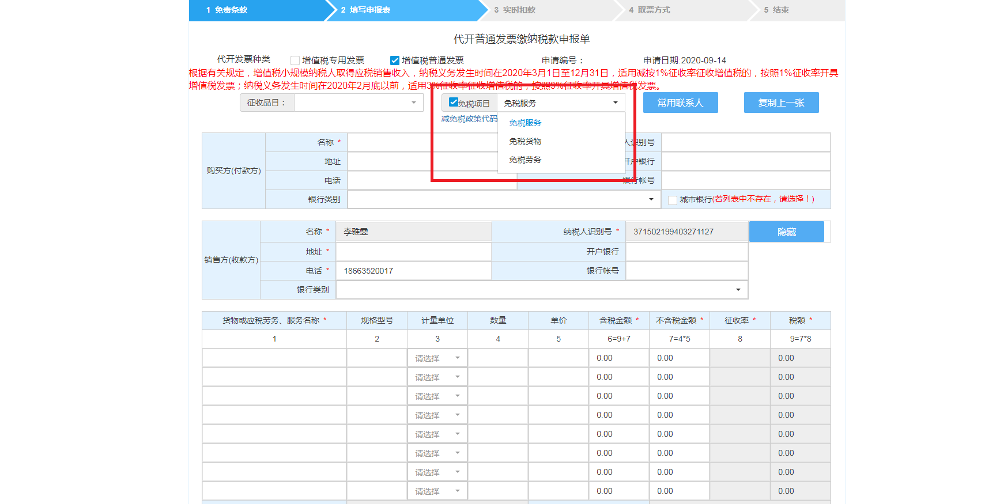 1 免责条款 2 填写申报表 3 实时扣款 4 取票方式 5 结束
代开普通发票缴纳税款申报单
代开发票种类 增值税专用发票 增值税普通发票 申请编号： 申请日期:2020-09-14
根据有关规定，增值税小规模纳税人取得应税销售收入，纳税义务发生时间在2020年3月1日至12月31日，适用减按1%征收率征收增值税的，按照1%征收率开具
增值税发票；纳税义务发生时间在2020年2月底以前，适用3%征收率征收增值税的，按照3%征收率开具增值税发票。
征收品目： 免税项目 免税服务 常用联系人 复制上一张
减免税政策代码
免税服务
免税货物
免税劳务
购买方(付款方)
名称 * 人识别号
地址 开户银行
电话 银行帐号
银行类别 城市银行(若列表中不存在，请选择！)
销售方(收款方)
名称 * 李雅雯 纳税人识别号 * 371502199403271127 隐藏
地址 * 开户银行
电话 * 18663520017 银行帐号
银行类别
货物或应税劳务、服务名称 * 规格型号 计量单位 数量 单价 含税金额 * 不含税金额 * 征收率 * 税额 *
1 2 3 4 5 6=9+7 7=4*5 8 9=7*8
请选择 0.00 0.00 0.00
请选择 0.00 0.00 0.00
请选择 0.00 0.00 0.00
请选择 0.00 0.00 0.00
请选择 0.00 0.00 0.00
请选择 0.00 0.00 0.00
请选择 0.00 0.00 0.00
请选择 0.00 0.00 0.00